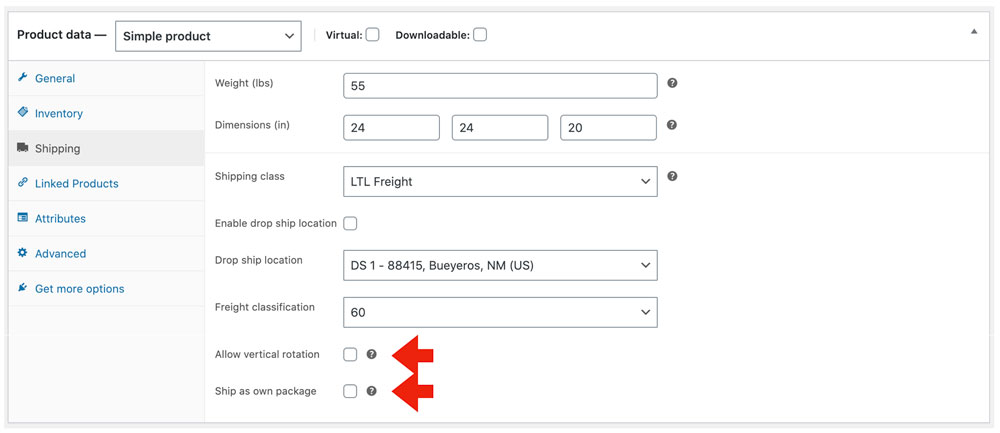 Product data — Simple product Virtual: Downloadable:
General
Inventory
Shipping
Linked Products
Attributes
Advanced
Get more options
Weight (lbs) 55 ?
Dimensions (in) 24 24 20 ?
Shipping class LTL Freight ?
Enable drop ship location
Drop ship location DS 1 - 88415, Bueyeros, NM (US)
Freight classification 60
Allow vertical rotation ?
Ship as own package ?